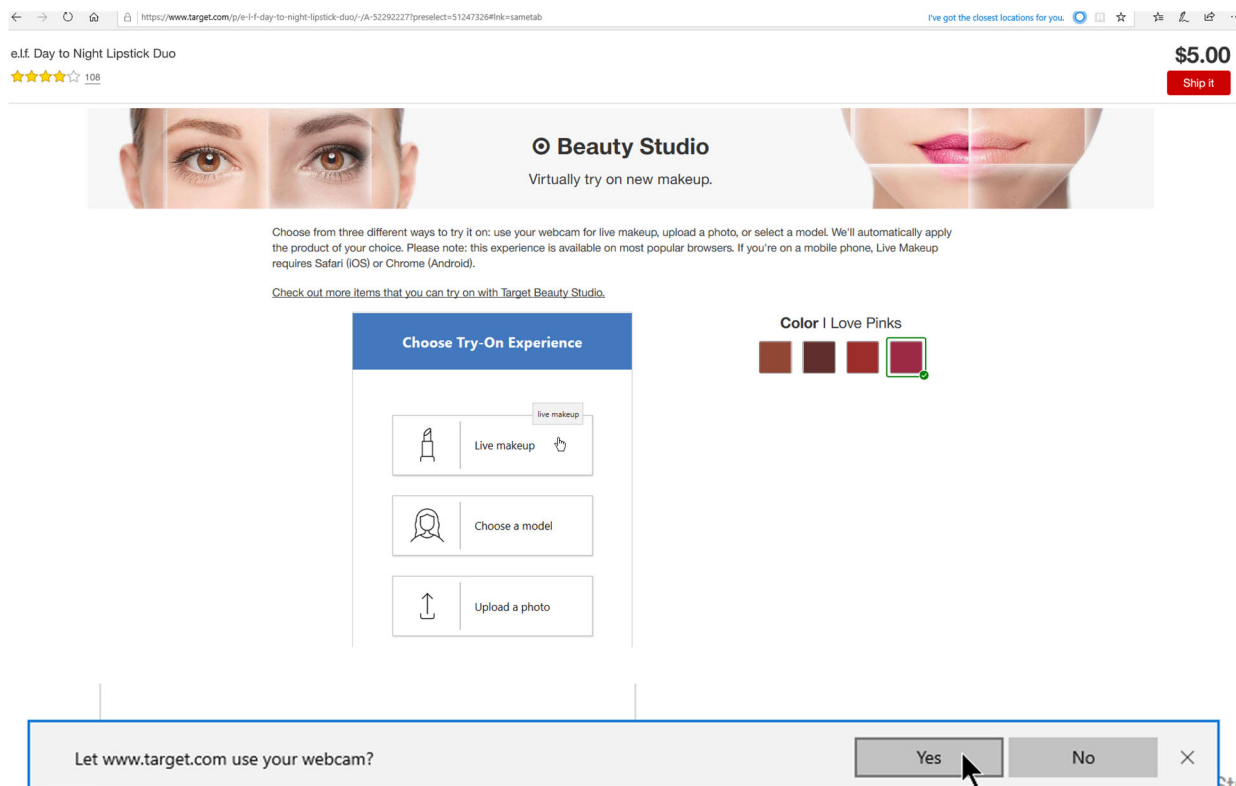 https://www.target.com/p/e-l-f-day-to-night-lipstick-duo/-/A-52292227?preselect=51247326#lnk=sametab
I've got the closest locations for you.
e.l.f. Day to Night Lipstick Duo
$5.00
108
Ship it
Beauty Studio
Virtually try on new makeup.
Choose from three different ways to try it on: use your webcam for live makeup, upload a photo, or select a model. We'll automatically apply
the product of your choice. Please note: this experience is available on most popular browsers. If you're on a mobile phone, Live Makeup
requires Safari (iOS) or Chrome (Android).
Check out more items that you can try on with Target Beauty Studio.
Choose Try-On Experience
Color I Love Pinks
live makeup
Live makeup
Choose a model
Upload a photo
Let www.target.com use your webcam?
Yes
No